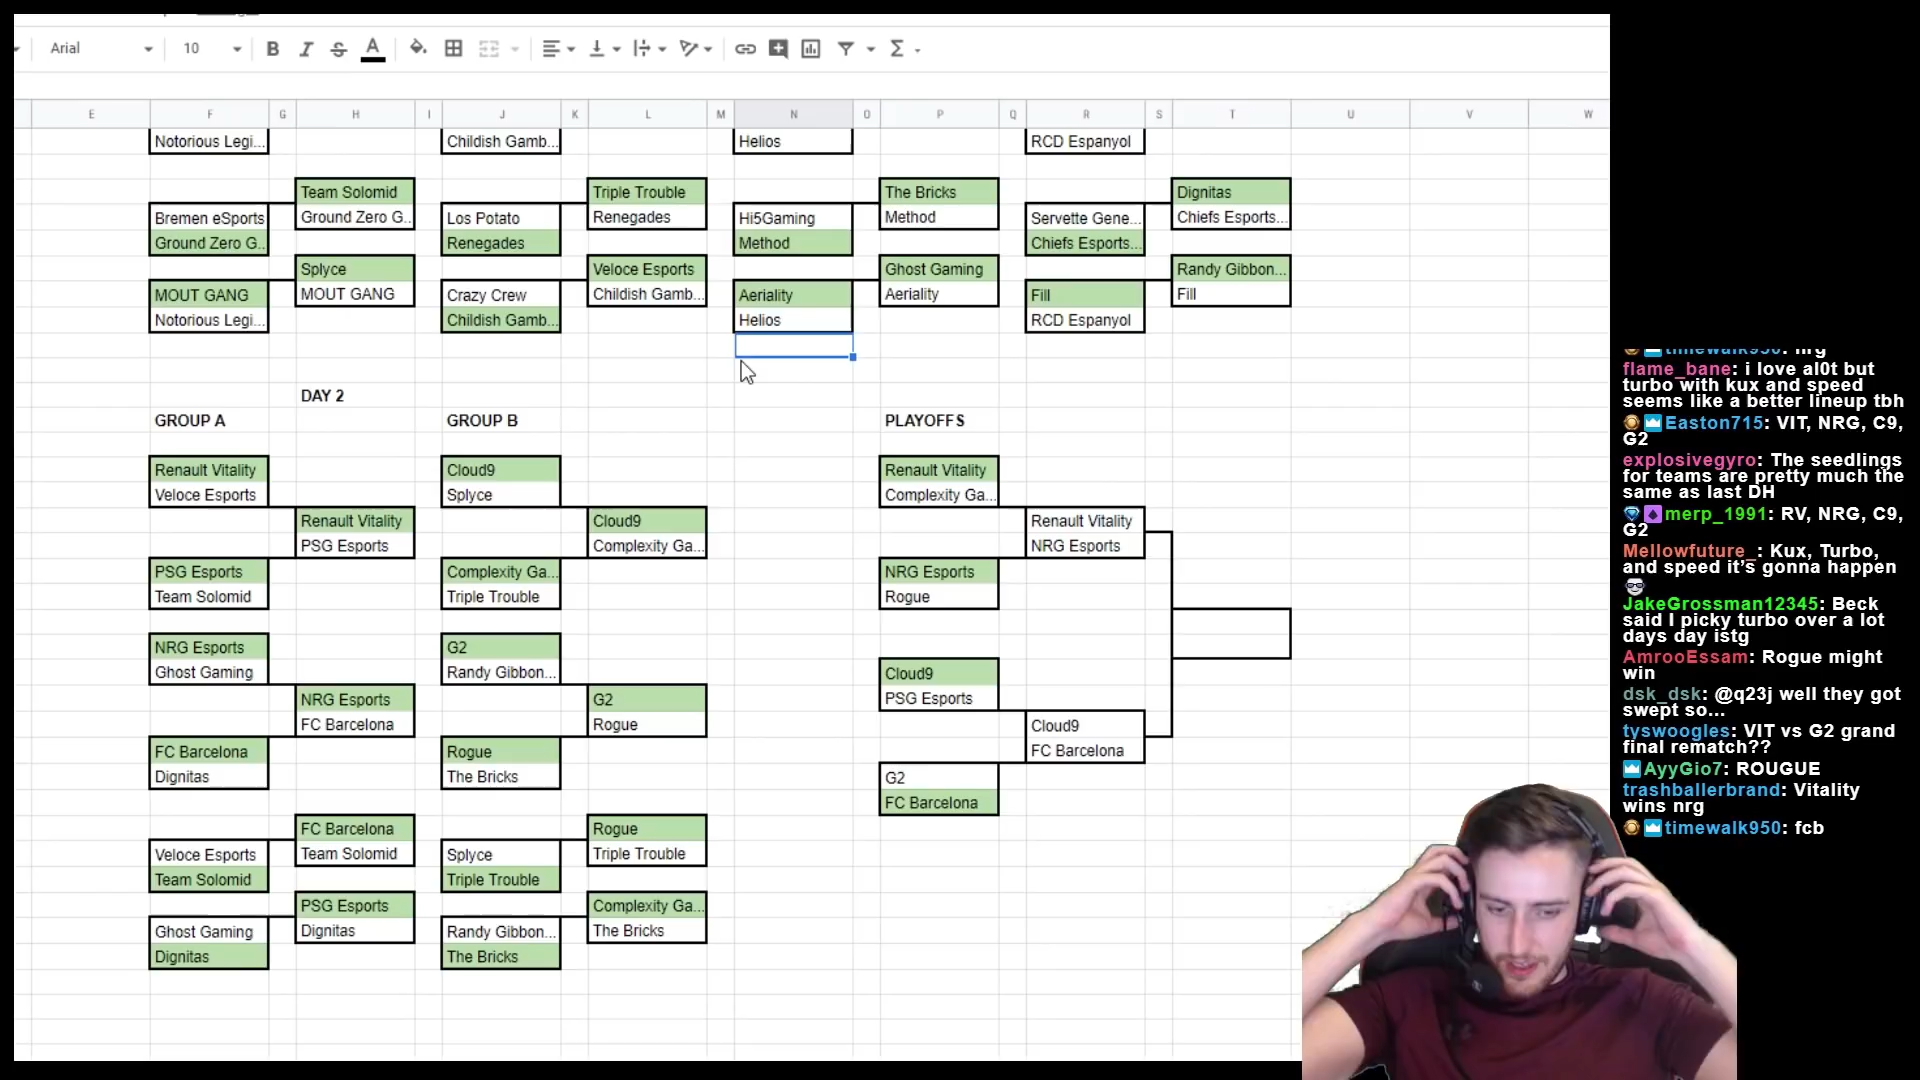 Arial 10
E F G H I J K L M N O P Q R S T U V W
Notorious Legi... Childish Gamb... Helios RCD Espanyol
Team Solomid Triple Trouble The Bricks Dignitas
Bremen eSports Ground Zero G.. Los Potato Renegades Hi5Gaming Method Servette Gene... Chiefs Esports...
Ground Zero G.. Renegades Method Chiefs Esports...
Splyce Veloce Esports Ghost Gaming Randy Gibbon...
MOUT GANG MOUT GANG Crazy Crew Childish Gamb... Aeriality Aeriality Fill Fill
Notorious Legi... Childish Gamb... Helios RCD Espanyol
DAY 2
GROUP A GROUP B PLAYOFFS
Renault Vitality Cloud9 Renault Vitality
Veloce Esports Splyce Complexity Ga...
Renault Vitality Cloud9 Renault Vitality
PSG Esports Complexity Ga... NRG Esports
PSG Esports Complexity Ga... NRG Esports
Team Solomid Triple Trouble Rogue
NRG Esports G2
Ghost Gaming Randy Gibbon... Cloud9
NRG Esports G2 PSG Esports
FC Barcelona Rogue Cloud9
FC Barcelona Rogue FC Barcelona
Dignitas The Bricks G2
FC Barcelona
FC Barcelona Rogue
Veloce Esports Team Solomid Splyce Triple Trouble
Team Solomid Triple Trouble
PSG Esports Complexity Ga...
Ghost Gaming Dignitas Randy Gibbon... The Bricks
Dignitas The Bricks
timewalk950: nrg
flame_bane: i love al0t but
turbo with kux and speed
seems like a better lineup tbh
Easton715: VIT, NRG, C9,
G2
explosivegyro: The seedlings
for teams are pretty much the
same as last DH
merp_1991: RV, NRG, C9,
G2
Mellowfuture_: Kux, Turbo,
and speed it's gonna happen
JakeGrossman12345: Beck
said I picky turbo over a lot
days day istg
AmrooEssam: Rogue might
win
dsk_dsk: @q23j well they got
swept so...
tyswoogles: VIT vs G2 grand
final rematch??
AyyGio7: ROUGUE
trashballerbrand: Vitality
wins nrg
timewalk950: fcb